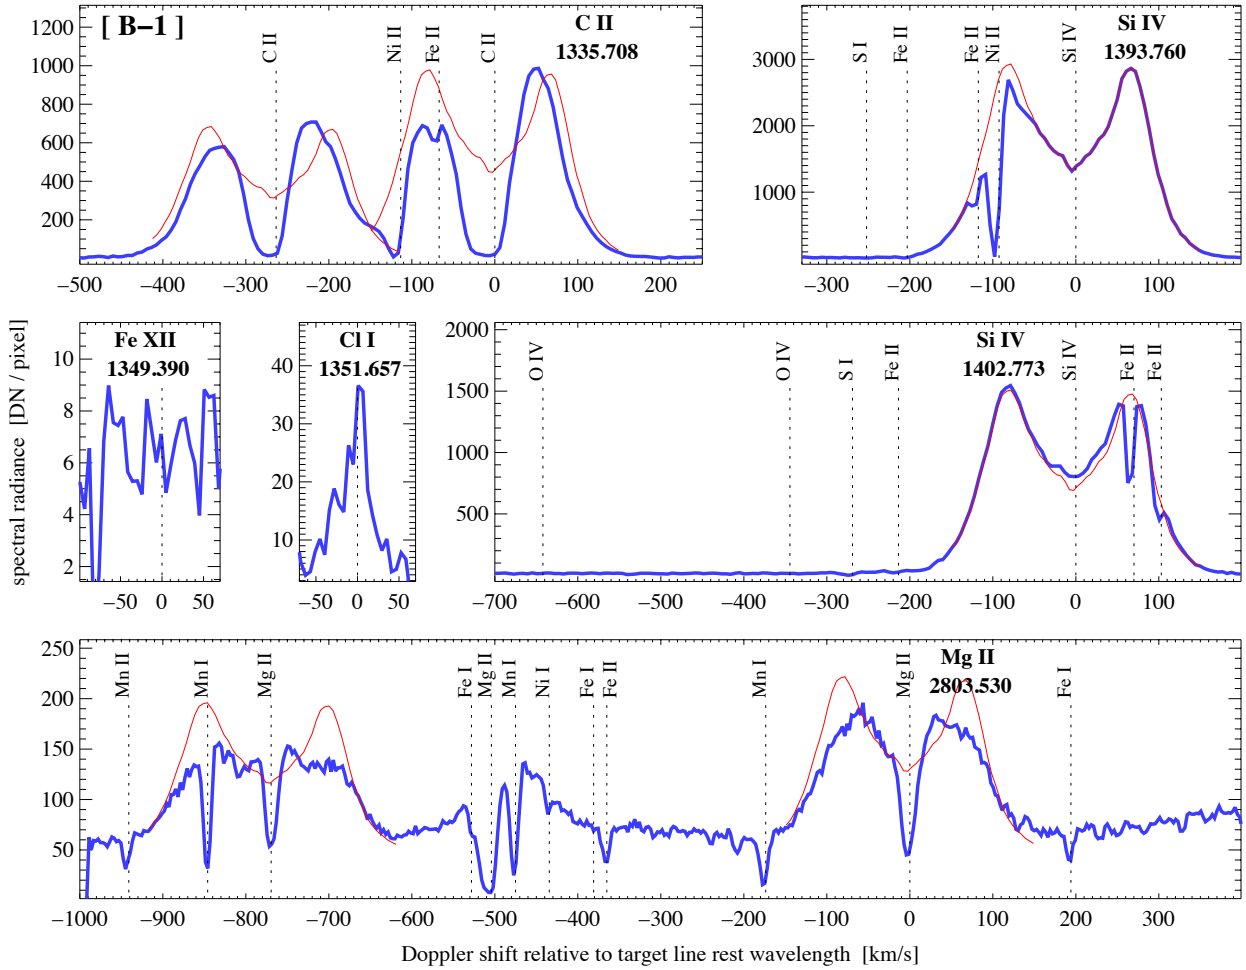 [ B−1 ]
C II
1335.708
C II
Ni II
Fe II
C II
1200
1000
800
600
400
200
−500
−400
−300
−200
−100
0
100
200
Si IV
1393.760
S I
Fe II
Fe II
Ni II
Si IV
3000
2000
1000
−300
−200
−100
0
100
spectral radiance [DN / pixel]
Fe XII
1349.390
10
8
6
4
2
−50
0
50
Cl I
1351.657
40
30
20
10
−50
0
50
Si IV
1402.773
O IV
O IV
S I
Fe II
Si IV
Fe II
Fe II
2000
1500
1000
500
−700
−600
−500
−400
−300
−200
−100
0
100
Mg II
2803.530
Mn II
Mn I
Mg II
Fe I
Mg II
Mn I
Ni I
Fe I
Fe II
Mn I
Mg II
Fe I
250
200
150
100
50
−1000
−900
−800
−700
−600
−500
−400
−300
−200
−100
0
100
200
300
Doppler shift relative to target line rest wavelength [km/s]